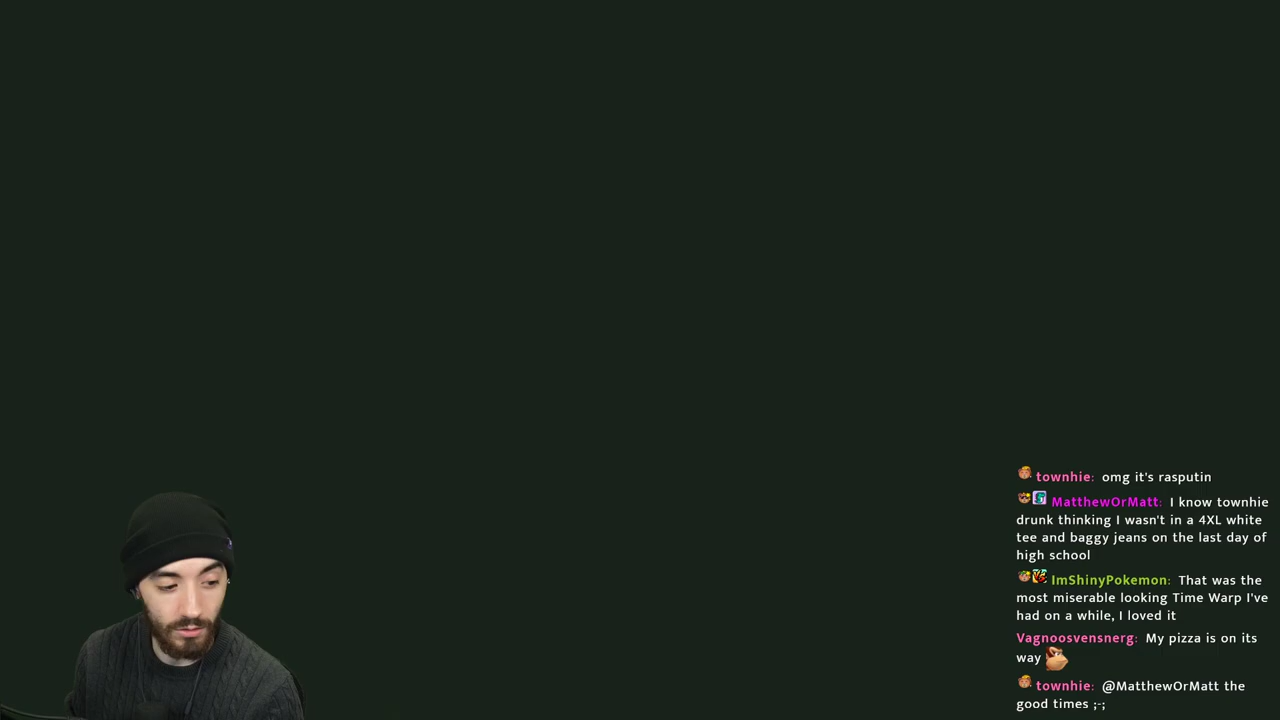 townhie: omg it's rasputin
MatthewOrMatt: I know townhie
drunk thinking I wasn't in a 4XL white
tee and baggy jeans on the last day of
high school
ImShinyPokemon: That was the
most miserable looking Time Warp I've
had on a while, I loved it
Vagnoosvensnerg: My pizza is on its
way
townhie: @MatthewOrMatt the
good times ;-;